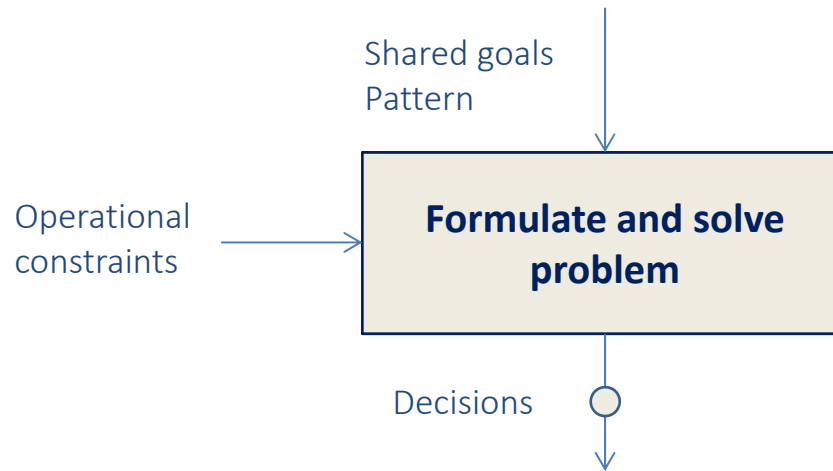 Shared goals
Pattern
Operational
constraints
Formulate and solve
problem
Decisions